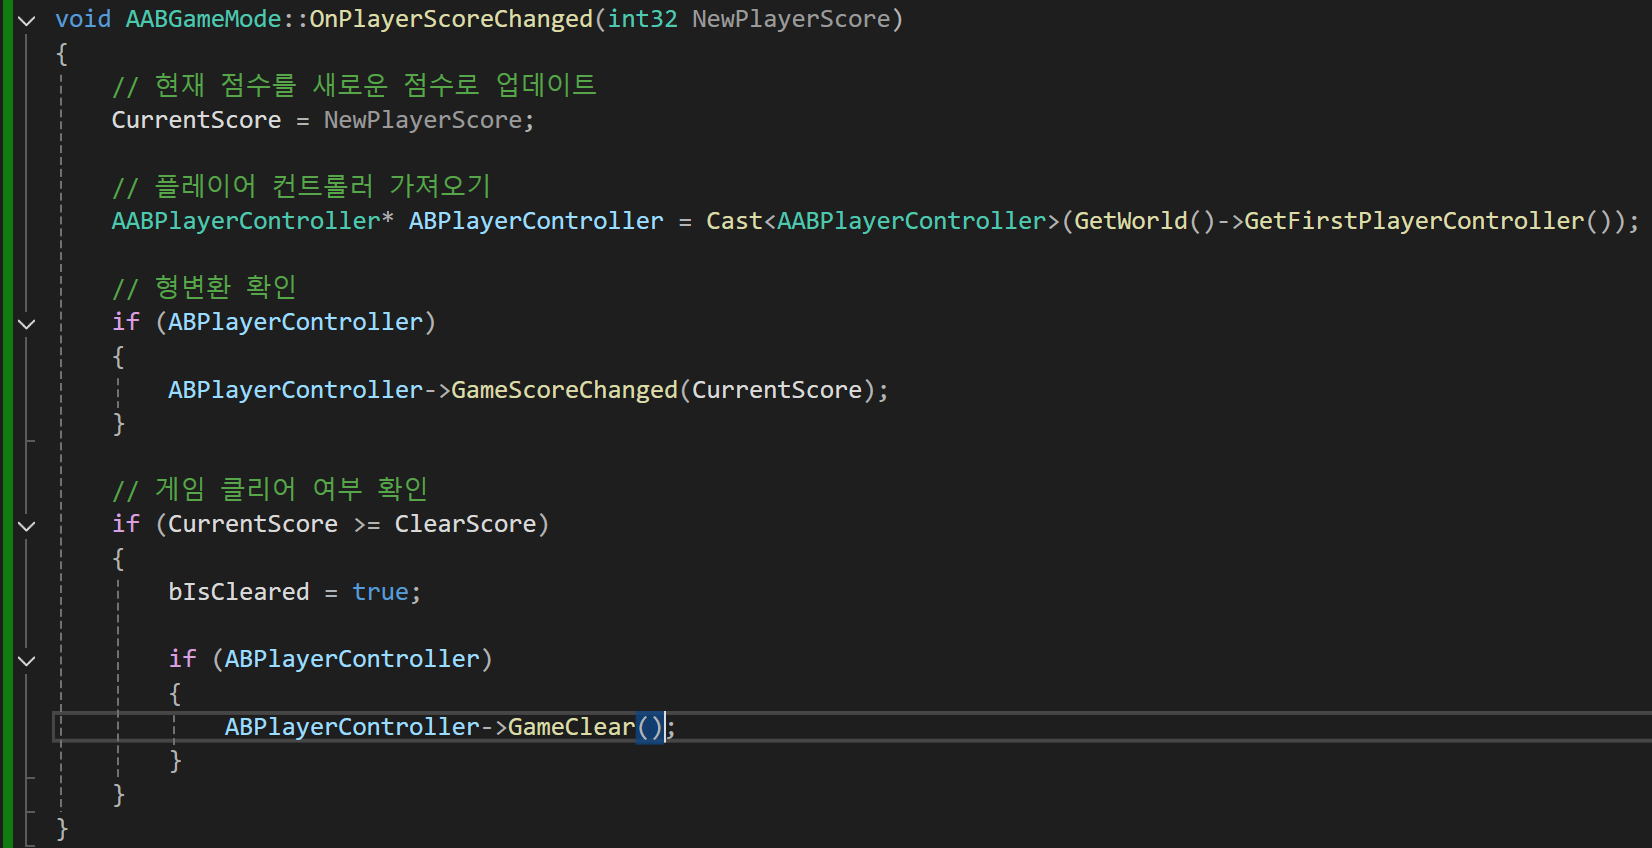 void AABGameMode::OnPlayerScoreChanged(int32 NewPlayerScore)
{
    // 현재 점수를 새로운 점수로 업데이트
    CurrentScore = NewPlayerScore;

    // 플레이어 컨트롤러 가져오기
    AABPlayerController* ABPlayerController = Cast<AABPlayerController>(GetWorld()->GetFirstPlayerController());

    // 형변환 확인
    if (ABPlayerController)
    {
        ABPlayerController->GameScoreChanged(CurrentScore);
    }

    // 게임 클리어 여부 확인
    if (CurrentScore >= ClearScore)
    {
        bIsCleared = true;

        if (ABPlayerController)
        {
            ABPlayerController->GameClear();
        }
    }
}